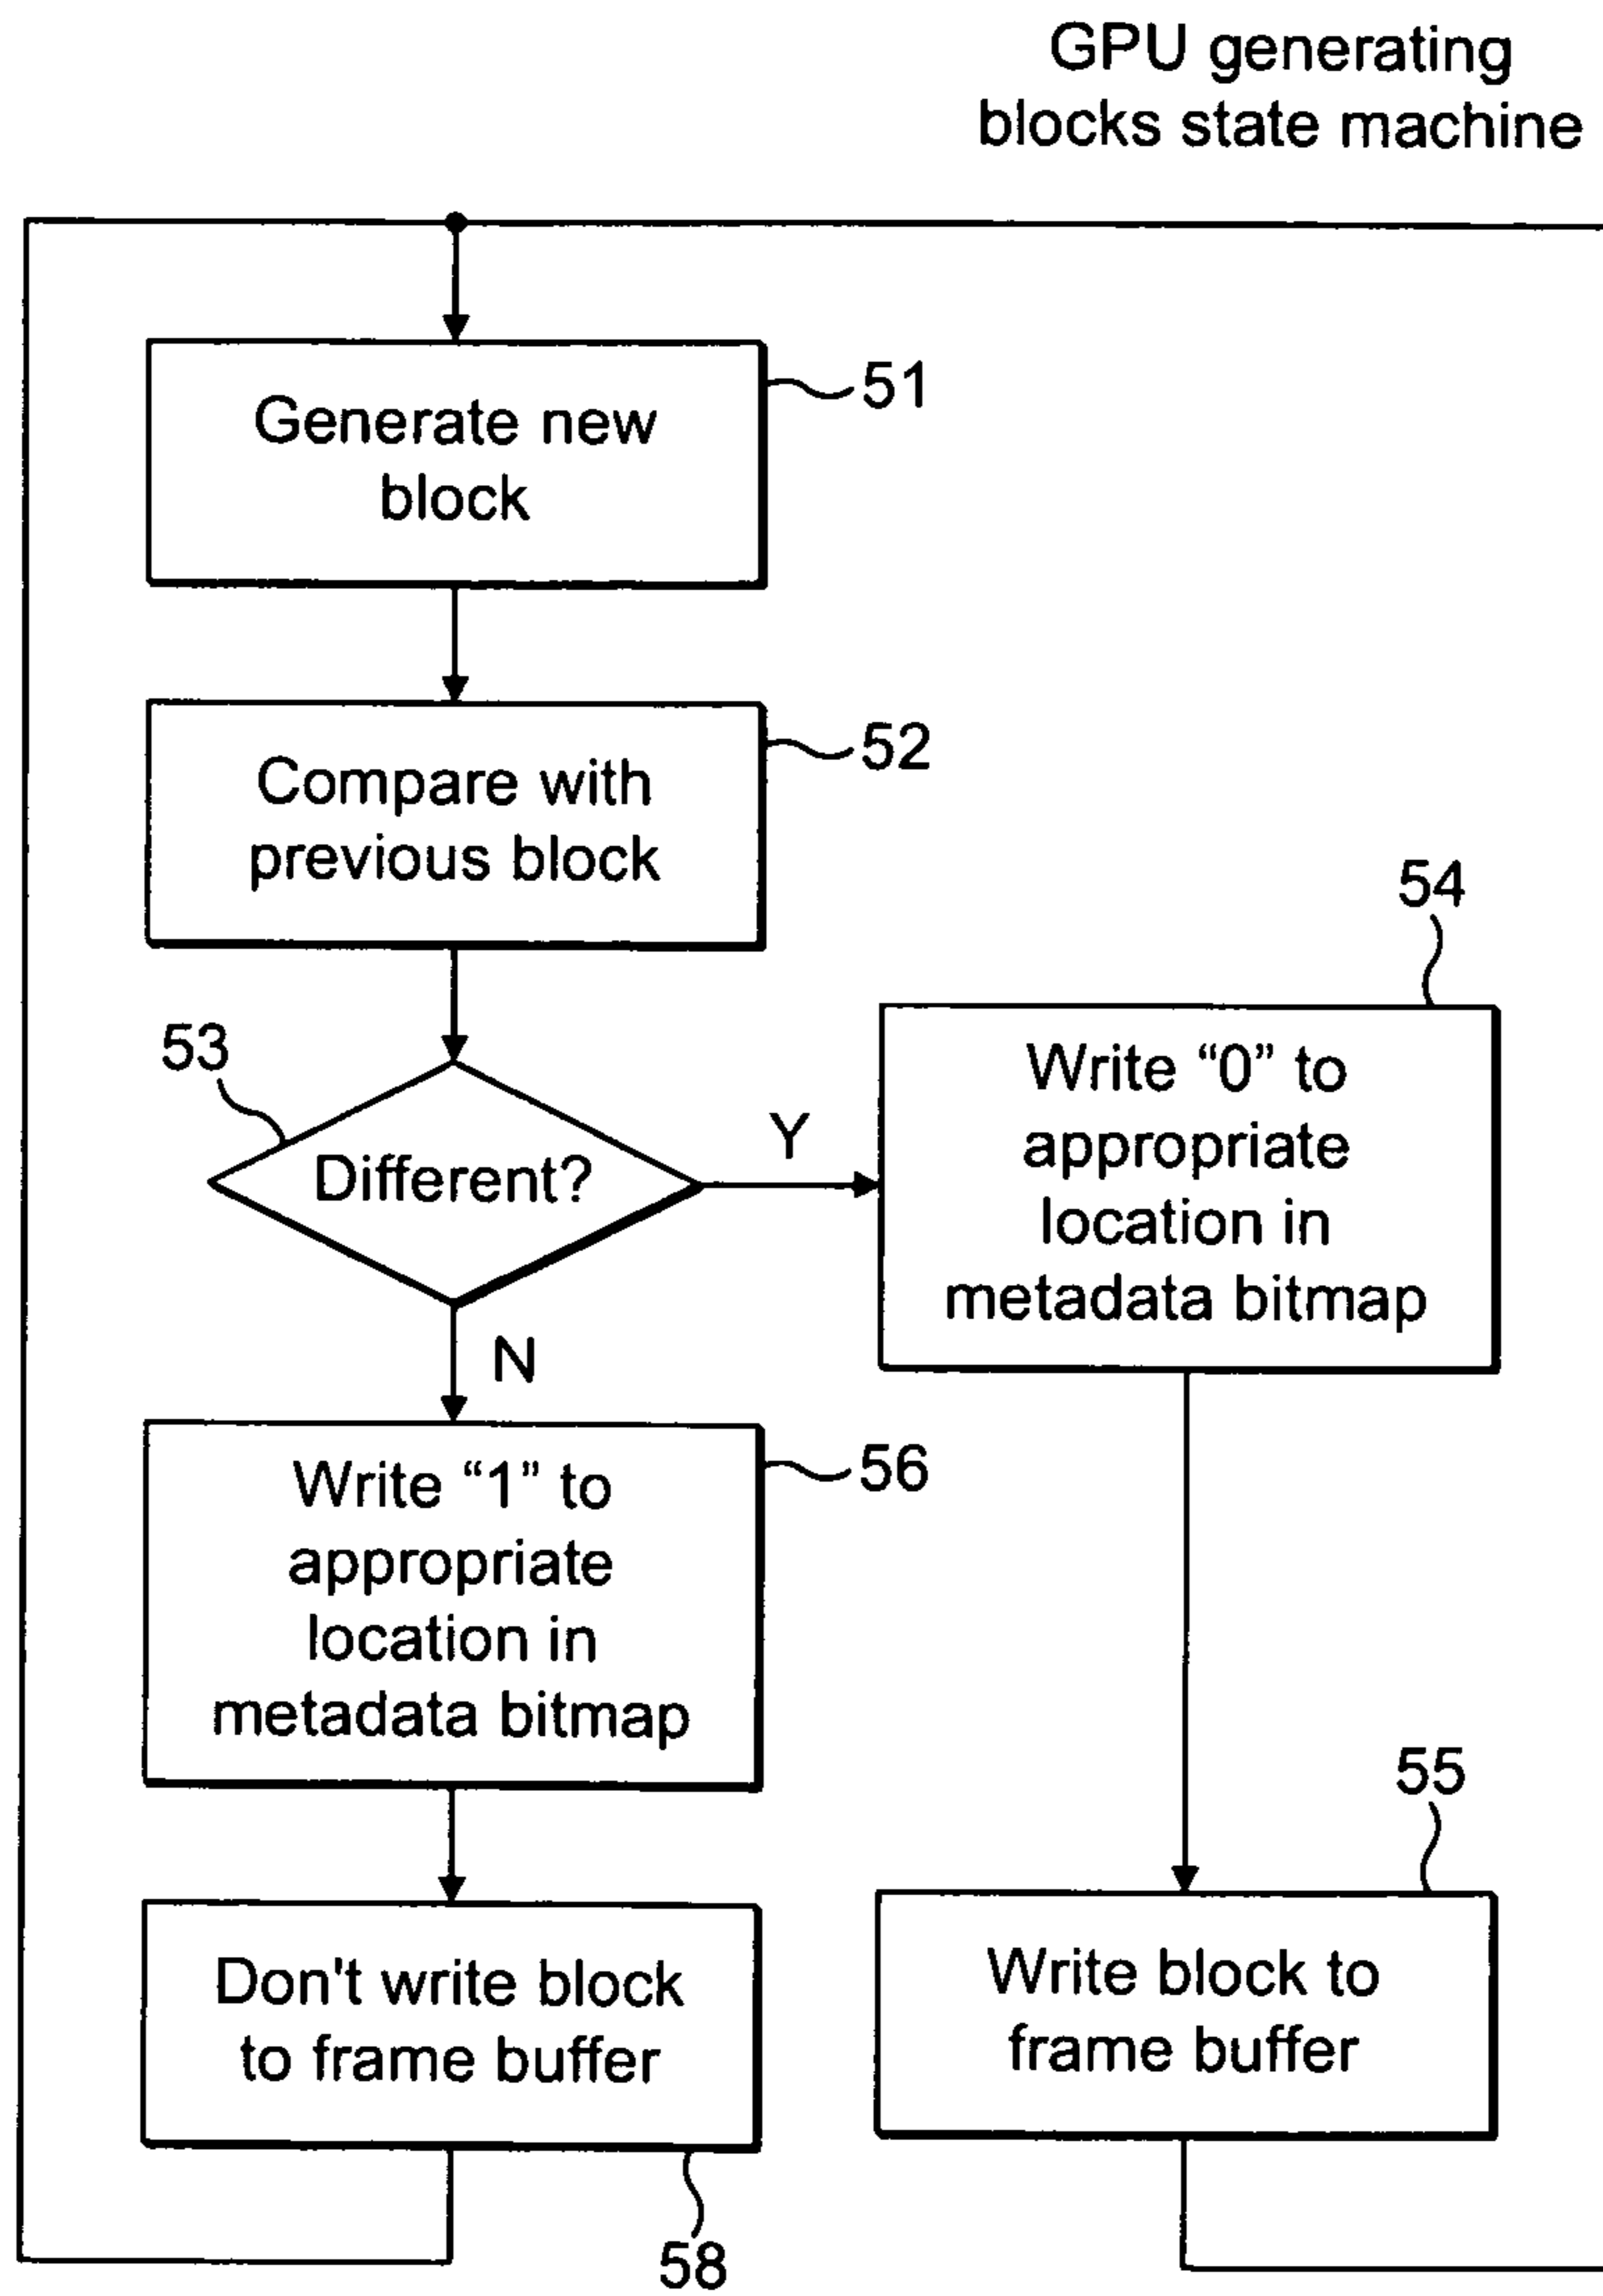 GPU generating
blocks state machine
51
Generate new
block
52
Compare with
previous block
53
Different?
Y
N
54
Write “0” to
appropriate
location in
metadata bitmap
56
Write “1” to
appropriate
location in
metadata bitmap
55
Write block to
frame buffer
Don't write block
to frame buffer
58